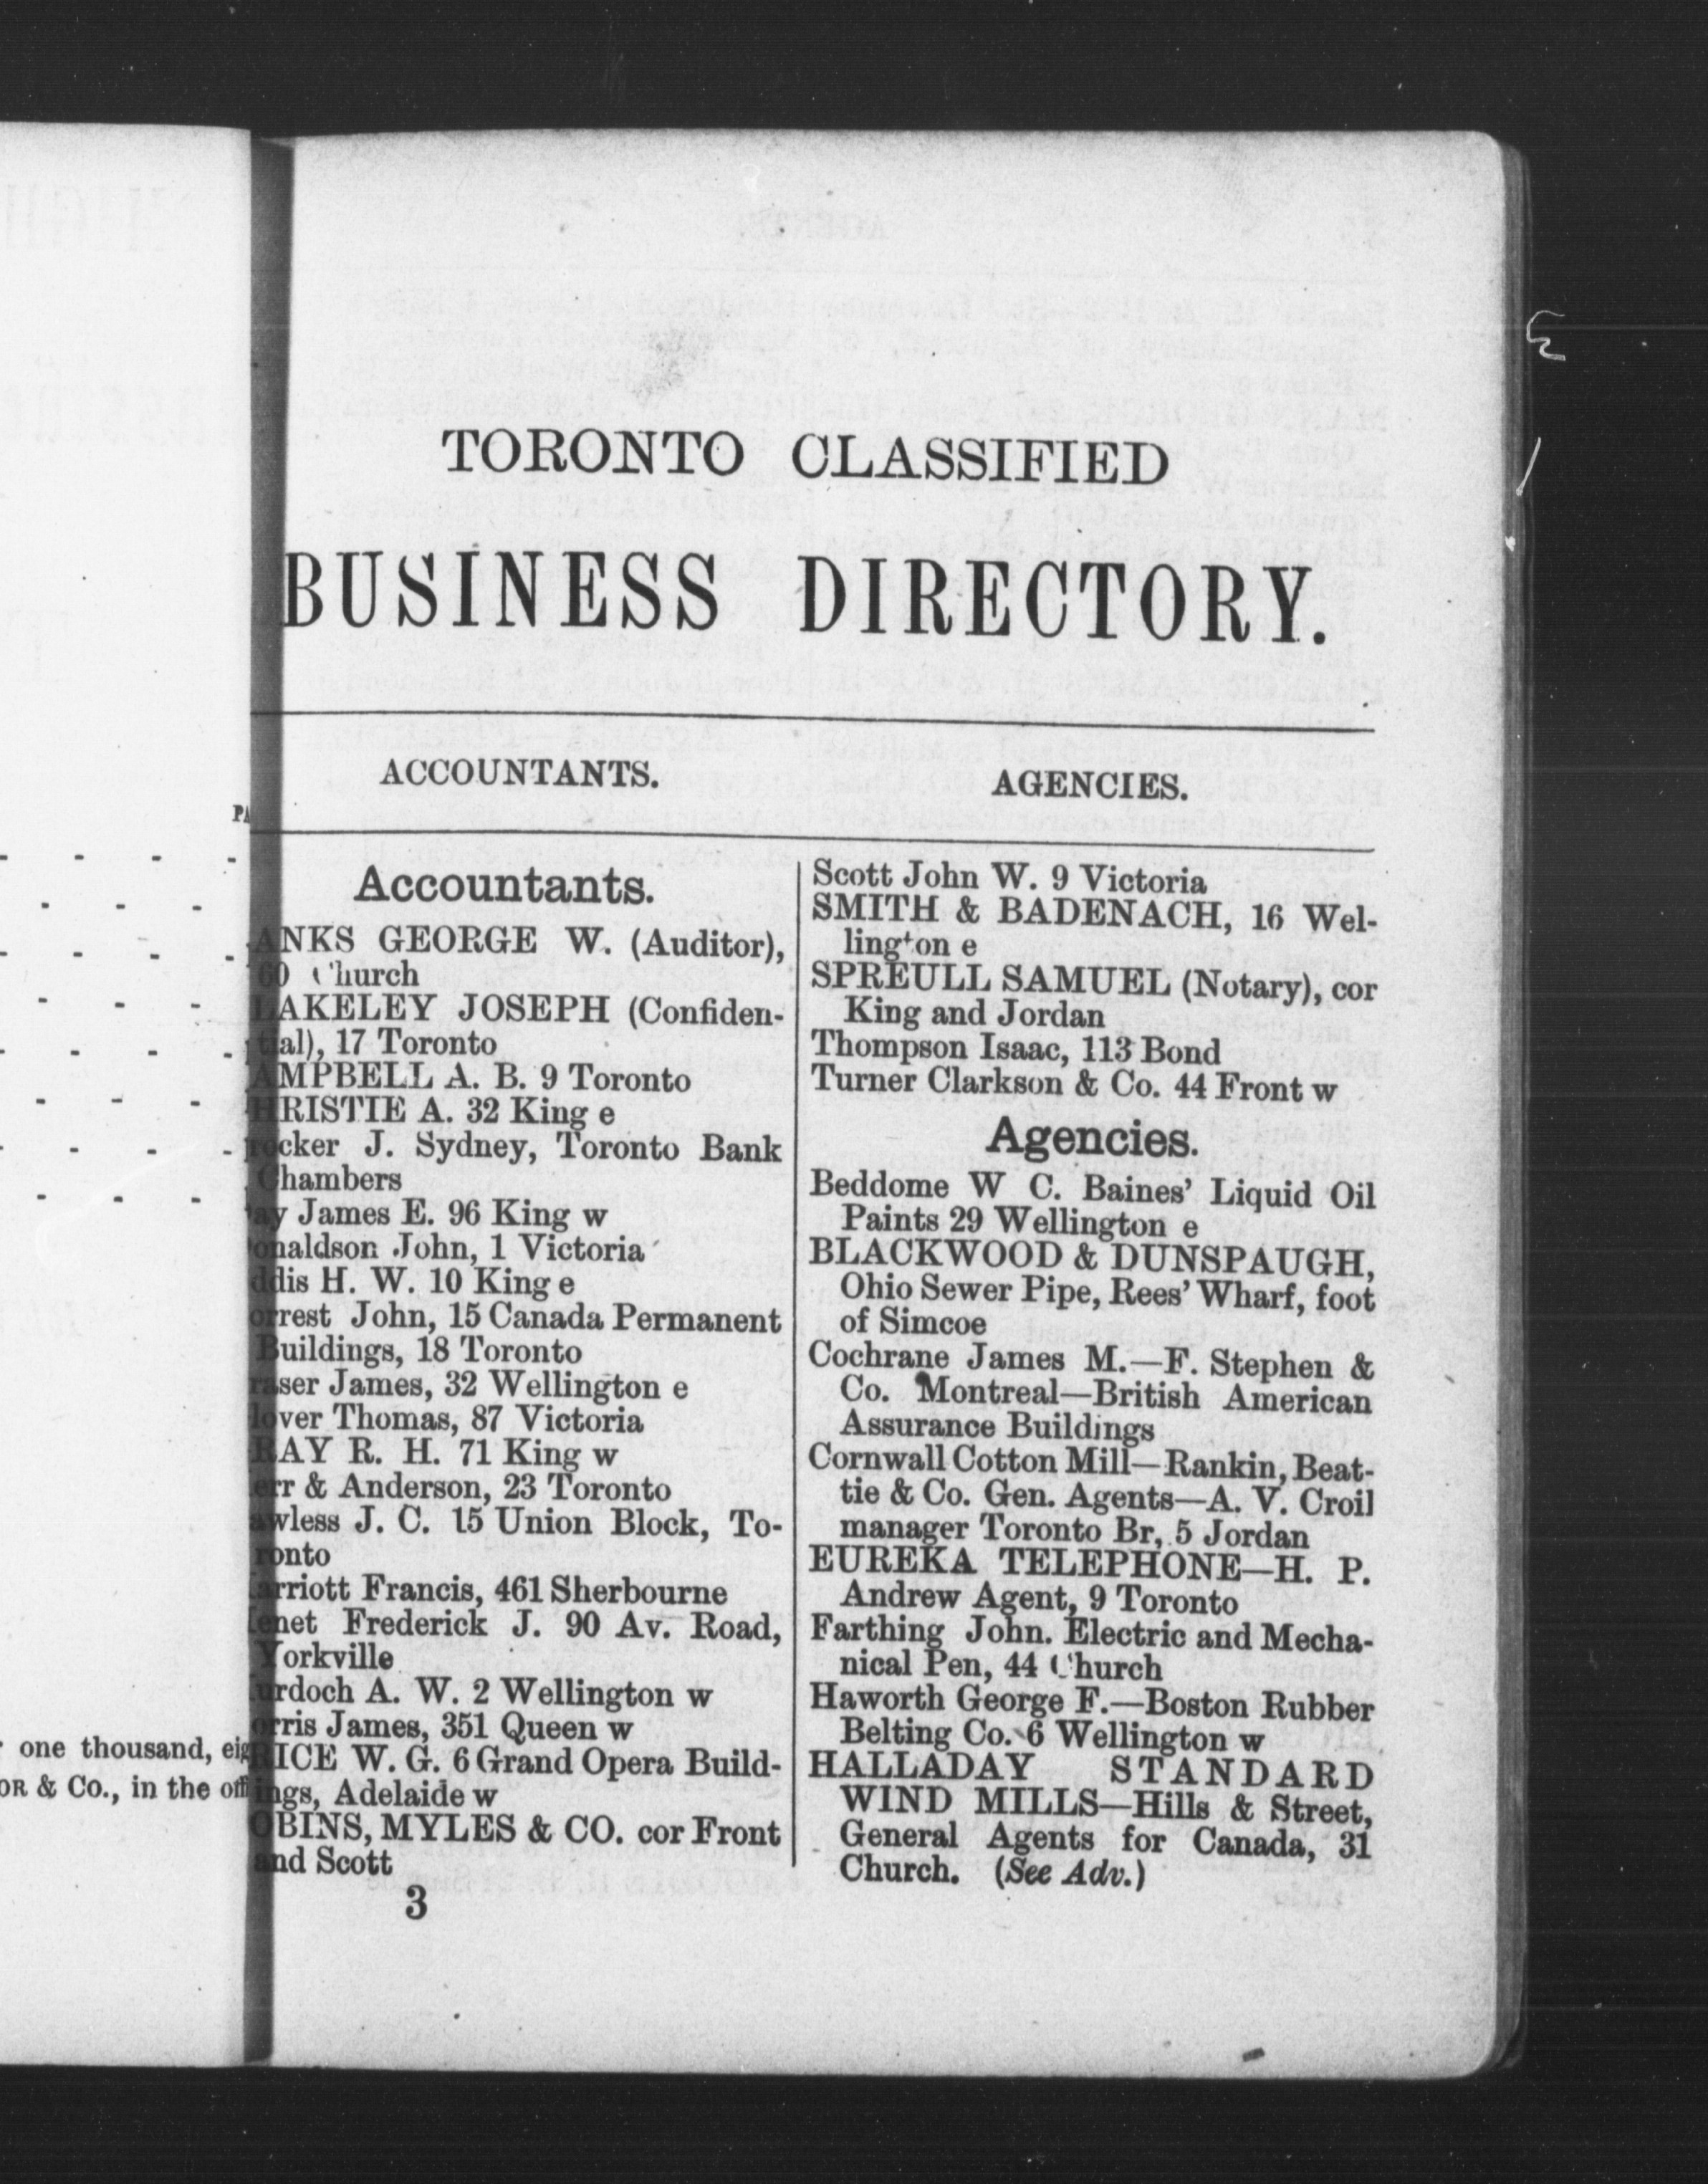 TORONTO CLASSIFIED
BUSINESS DIRECTORY.
ACCOUNTANTS.
AGENCIES.
Accountants.
ANKS GEORGE W. (Auditor),
60 Church
LAKELEY JOSEPH (Confiden-
tial), 17 Toronto
AMPBELL A. B. 9 Toronto
HRISTIE A. 32 King e
rocker J. Sydney, Toronto Bank
Chambers
ay James E. 96 King w
onaldson John, 1 Victoria
ddis H. W. 10 King e
orrest John, 15 Canada Permanent
Buildings, 18 Toronto
raser James, 32 Wellington e
lover Thomas, 87 Victoria
RAY R. H. 71 King w
err & Anderson, 23 Toronto
awless J. C. 15 Union Block, To-
ronto
arriott Francis, 461 Sherbourne
enet Frederick J. 90 Av. Road,
Yorkville
urdoch A. W. 2 Wellington w
orris James, 351 Queen w
RICE W. G. 6 Grand Opera Build-
ings, Adelaide w
OBINS, MYLES & CO. cor Front
and Scott
3
Scott John W. 9 Victoria
SMITH & BADENACH, 16 Wel-
lington e
SPREULL SAMUEL (Notary), cor
King and Jordan
Thompson Isaac, 113 Bond
Turner Clarkson & Co. 44 Front w
Agencies.
Beddome W C. Baines' Liquid Oil
Paints 29 Wellington e
BLACKWOOD & DUNSPAUGH,
Ohio Sewer Pipe, Rees' Wharf, foot
of Simcoe
Cochrane James M.—F. Stephen &
Co. Montreal—British American
Assurance Buildings
Cornwall Cotton Mill—Rankin, Beat-
tie & Co. Gen. Agents—A. V. Croil
manager Toronto Br, 5 Jordan
EUREKA TELEPHONE—H. P.
Andrew Agent, 9 Toronto
Farthing John. Electric and Mecha-
nical Pen, 44 Church
Haworth George F.—Boston Rubber
Belting Co. 6 Wellington w
HALLADAY STANDARD
WIND MILLS—Hills & Street,
General Agents for Canada, 31
Church. (See Adv.)
PA
one thousand, eig
OR & Co., in the offi